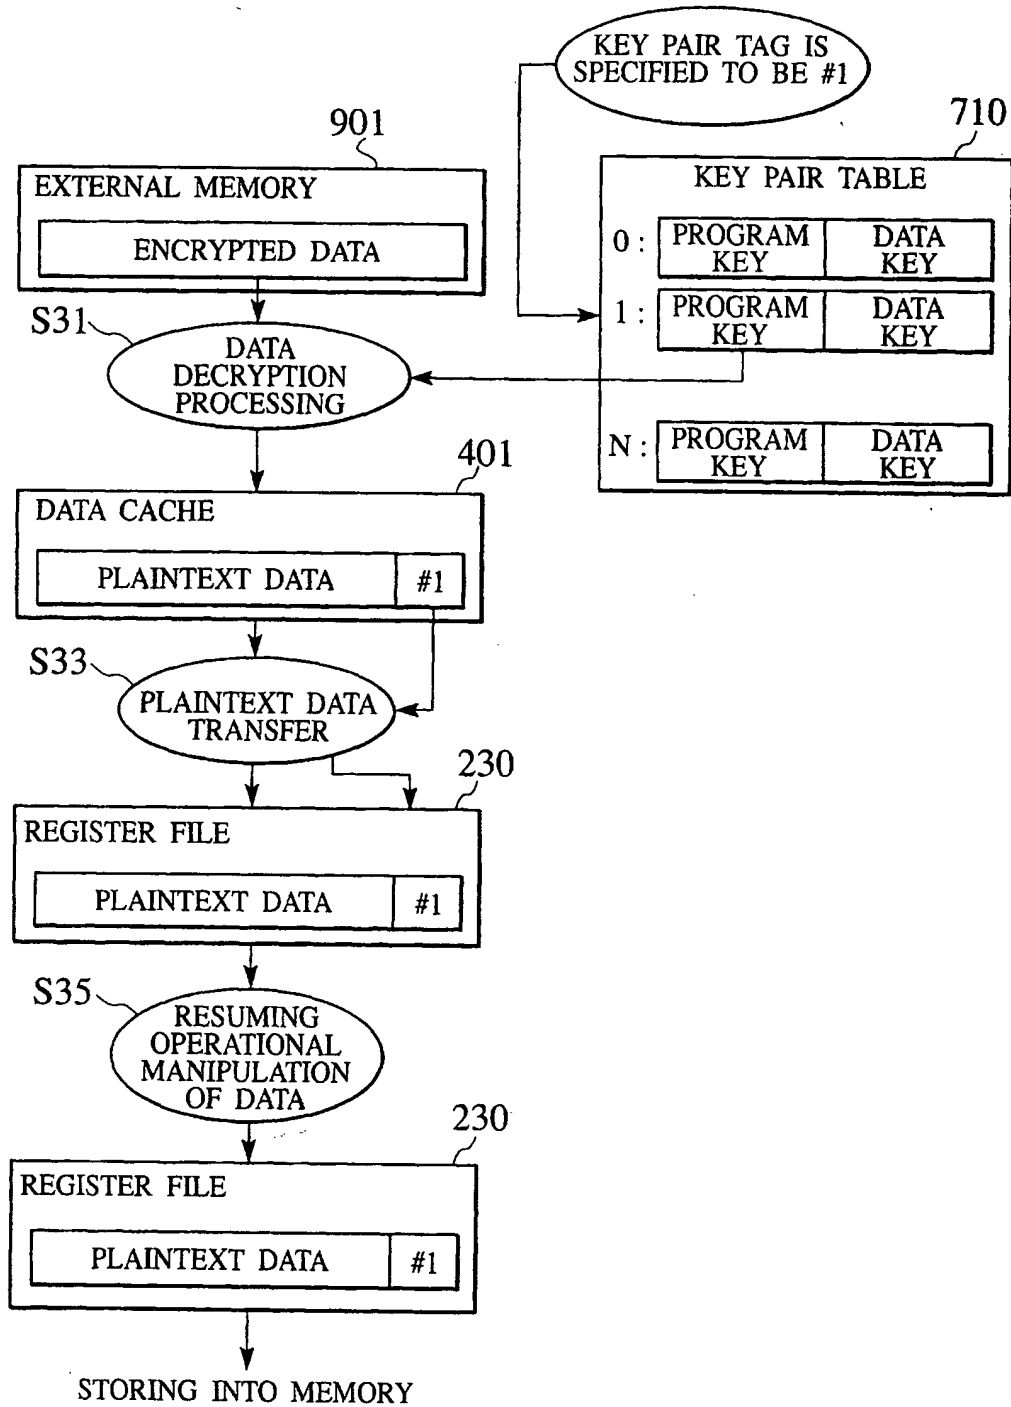 KEY PAIR TAG IS
SPECIFIED TO BE #1
710
KEY PAIR TABLE
0 :
PROGRAM
KEY
DATA
KEY
1 :
PROGRAM
KEY
DATA
KEY
N :
PROGRAM
KEY
DATA
KEY
901
EXTERNAL MEMORY
ENCRYPTED DATA
S31
DATA
DECRYPTION
PROCESSING
401
DATA CACHE
PLAINTEXT DATA
#1
S33
PLAINTEXT DATA
TRANSFER
230
REGISTER FILE
PLAINTEXT DATA
#1
S35
RESUMING
OPERATIONAL
MANIPULATION
OF DATA
230
REGISTER FILE
PLAINTEXT DATA
#1
STORING INTO MEMORY